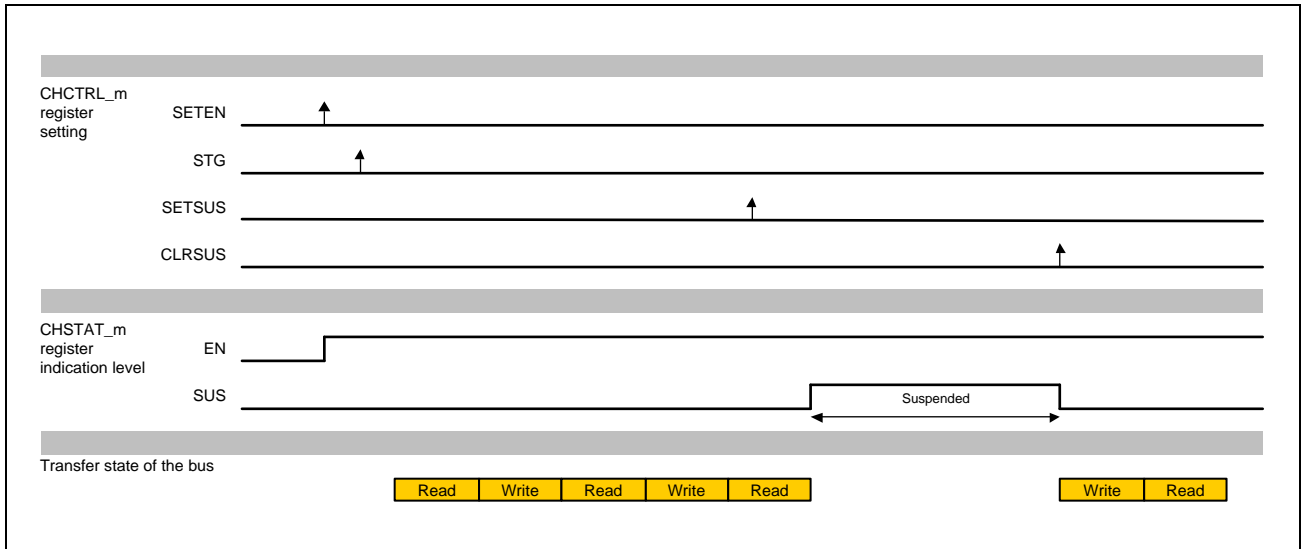 CHCTRL_m
register
setting
SETEN
STG
SETSUS
CLRSUS
CHSTAT_m
register
indication level
EN
SUS
Suspended
Transfer state of the bus
Read Write Read Write Read Write Read